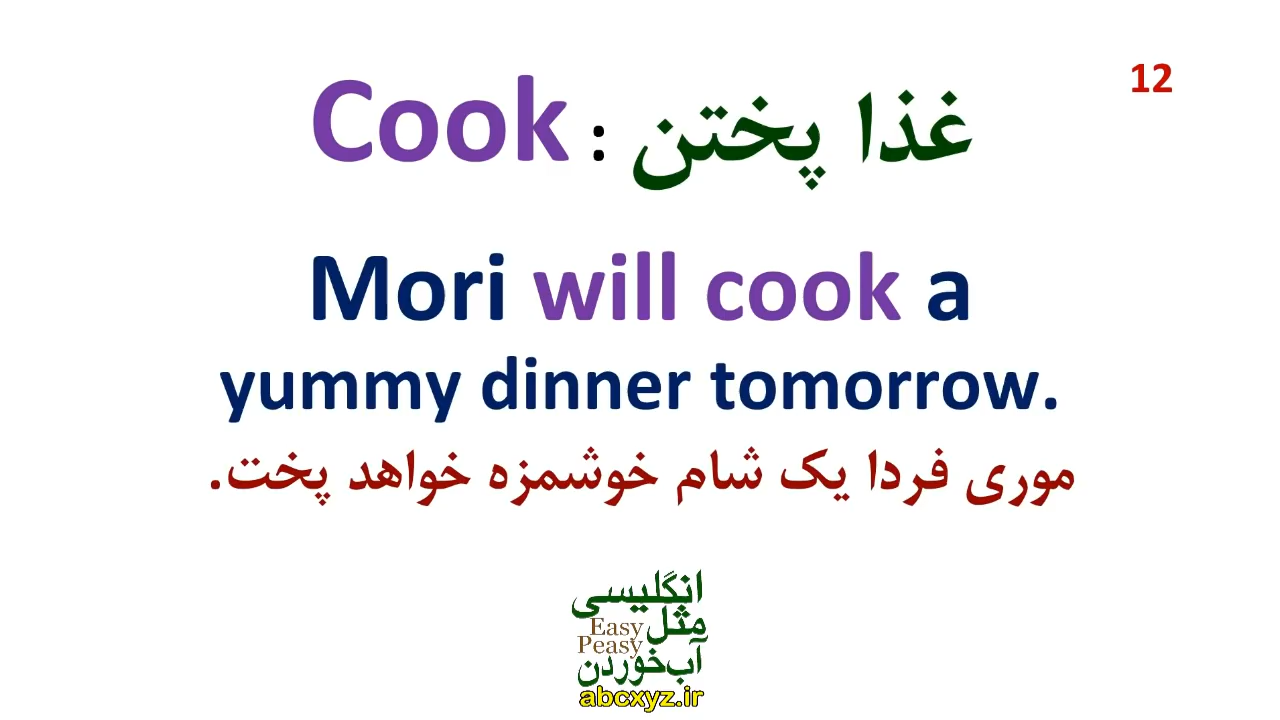 12
Cook : غذا پختن
Mori will cook a
yummy dinner tomorrow.
موری فردا یک شام خوشمزه خواهد پخت.
انگلیسی
مثل Easy
Peasy
آب‌خوردن
abcxyz.ir